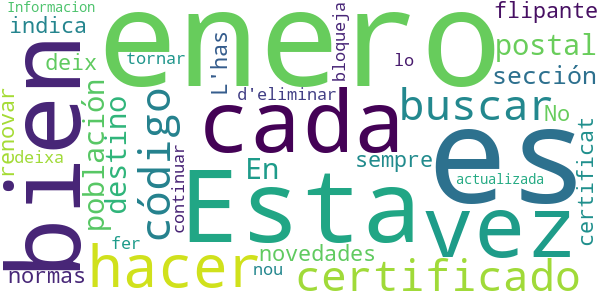 Informacion
enero
flipante
indica
bloqueja
postal
deix
tornar
L'has
lo
sección
bien
renovar
población
destino
código
d'eliminar
cada
buscar
No
es
certificat
deixa
continuar
En
sempre
Esta
vez
actualizada
fer
hacer
novedades
normas
nou
certificado